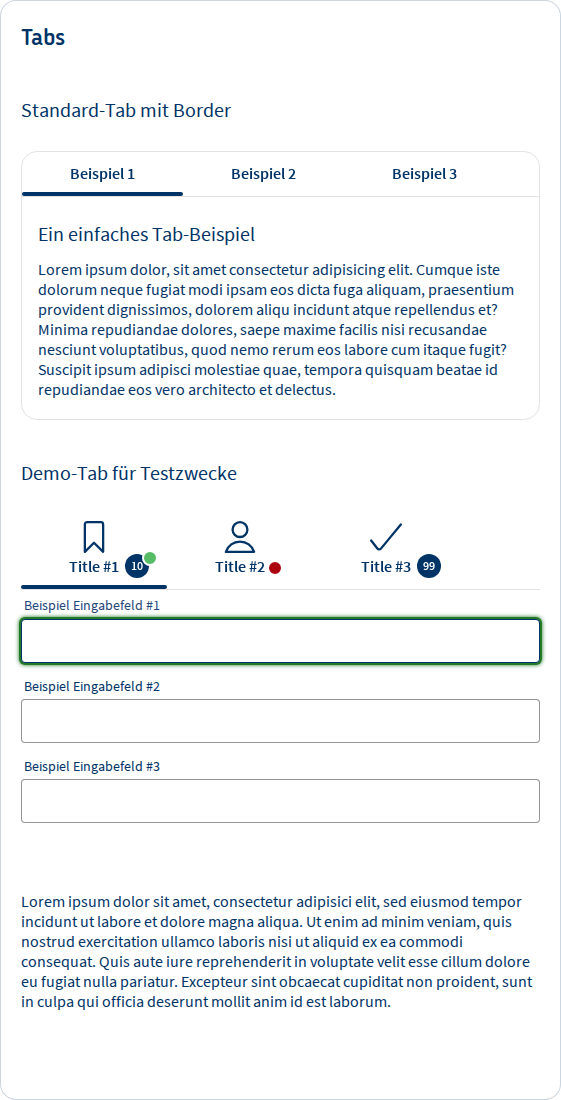 Tabs
Standard-Tab mit Border
Beispiel 1 Beispiel 2 Beispiel 3
Ein einfaches Tab-Beispiel
Lorem ipsum dolor, sit amet consectetur adipisicing elit. Cumque iste
dolorum neque fugiat modi ipsam eos dicta fuga aliquam, praesentium
provident dignissimos, dolorem aliqu incidunt atque repellendus et?
Minima repudiandae dolores, saepe maxime facilis nisi recusandae
nesciunt voluptatibus, quod nemo rerum eos labore cum itaque fugit?
Suscipit ipsum adipisci molestiae quae, tempora quisquam beatae id
repudiandae eos vero architecto et delectus.
Demo-Tab für Testzwecke
Title #1 10 Title #2 Title #3 99
Beispiel Eingabefeld #1
Beispiel Eingabefeld #2
Beispiel Eingabefeld #3
Lorem ipsum dolor sit amet, consectetur adipisici elit, sed eiusmod tempor
incidunt ut labore et dolore magna aliqua. Ut enim ad minim veniam, quis
nostrud exercitation ullamco laboris nisi ut aliquid ex ea commodi
consequat. Quis aute iure reprehenderit in voluptate velit esse cillum dolore
eu fugiat nulla pariatur. Excepteur sint obcaecat cupiditat non proident, sunt
in culpa qui officia deserunt mollit anim id est laborum.